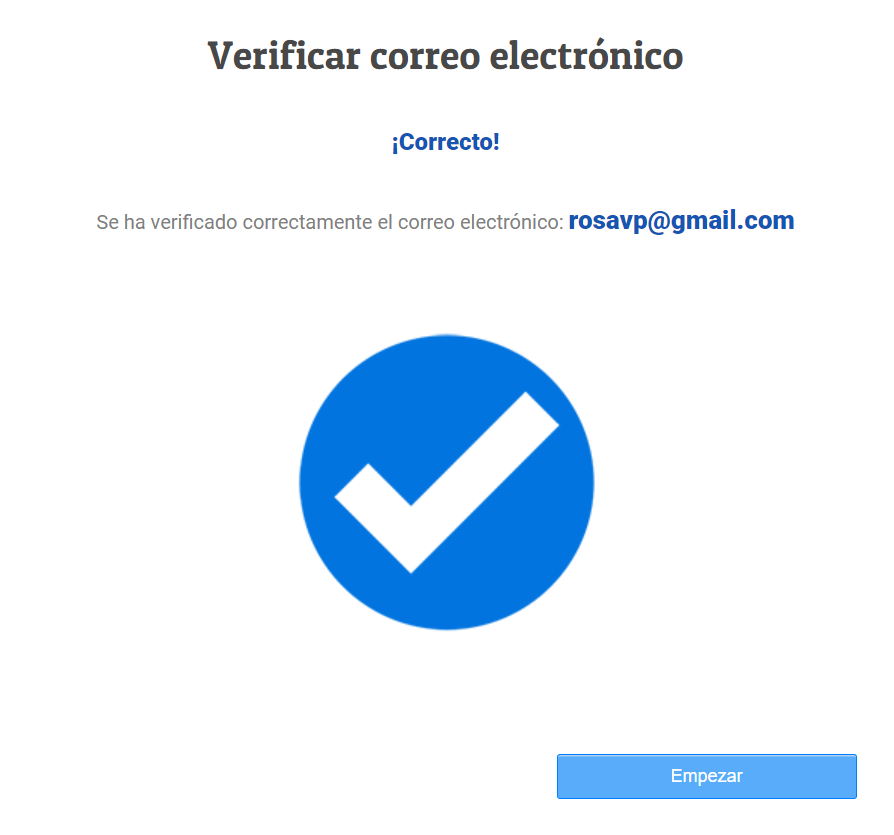 Verificar correo electrónico
¡Correcto!
Se ha verificado correctamente el correo electrónico: rosavp@gmail.com
Empezar